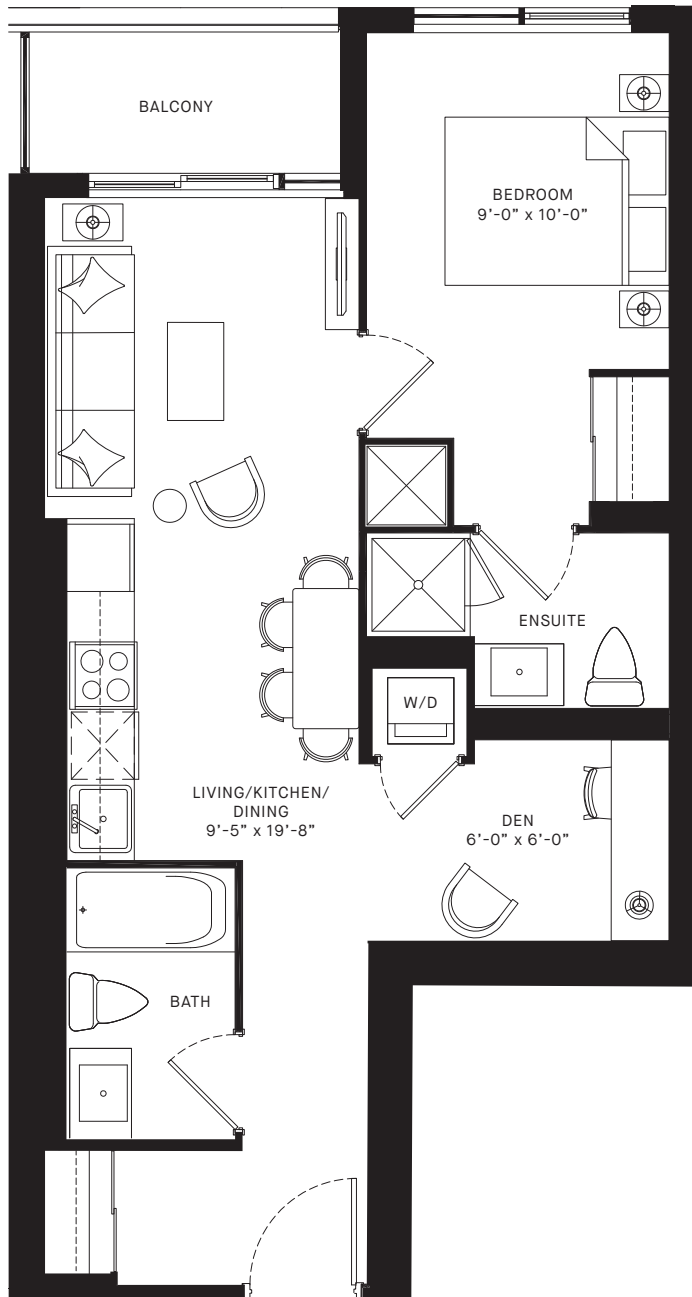 BALCONY
BEDROOM
9’-0” x 10’-0”
ENSUITE
W/D
LIVING/KITCHEN/
DINING
9’-5” x 19’-8”
DEN
6’-0” x 6’-0”
BATH